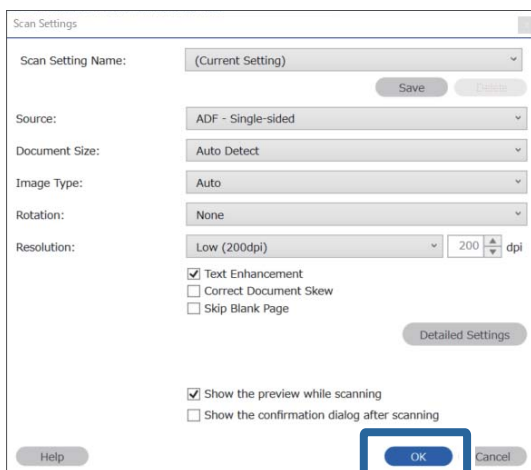 Scan Settings
Scan Setting Name: (Current Setting)
Save Delete
Source: ADF - Single-sided
Document Size: Auto Detect
Image Type: Auto
Rotation: None
Resolution: Low (200dpi) 200 dpi
Text Enhancement
Correct Document Skew
Skip Blank Page
Detailed Settings
Show the preview while scanning
Show the confirmation dialog after scanning
Help OK Cancel